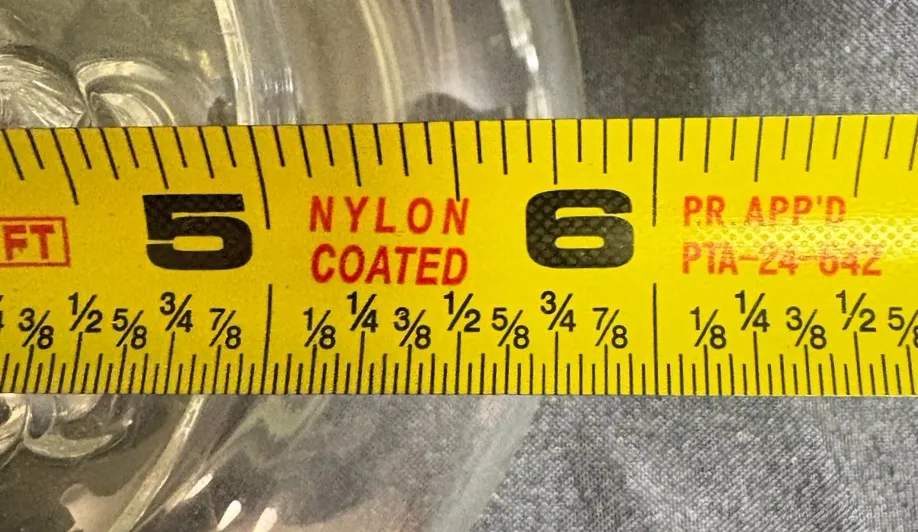 FT 5 NYLON 6 PR APP'D
COATED PTA-24-642
3/8 1/2 5/8 3/4 7/8 1/8 1/4 3/8 1/2 5/8 3/4 7/8 1/8 1/4 3/8 1/2